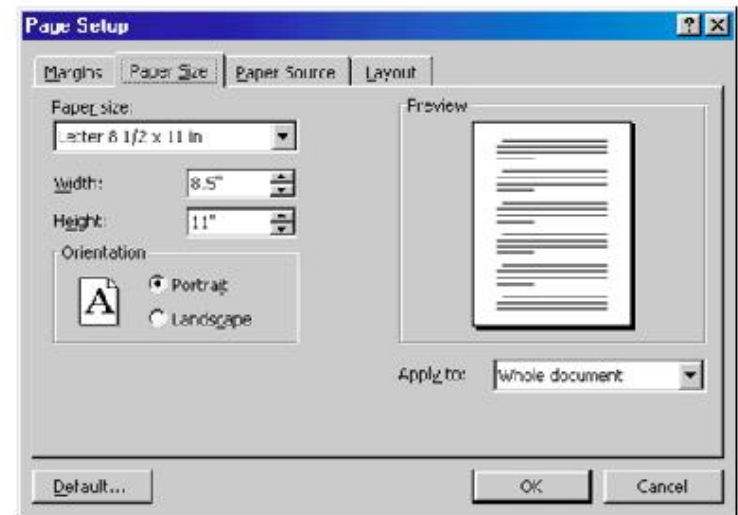 Page Setup
Margins Paper Size Paper Source Layout
Paper size:
Letter 8 1/2 x 11 in
Width: 8.5"
Height: 11"
Orientation
A
Portrait
Landscape
Preview
Apply to: Whole document
Default... OK Cancel